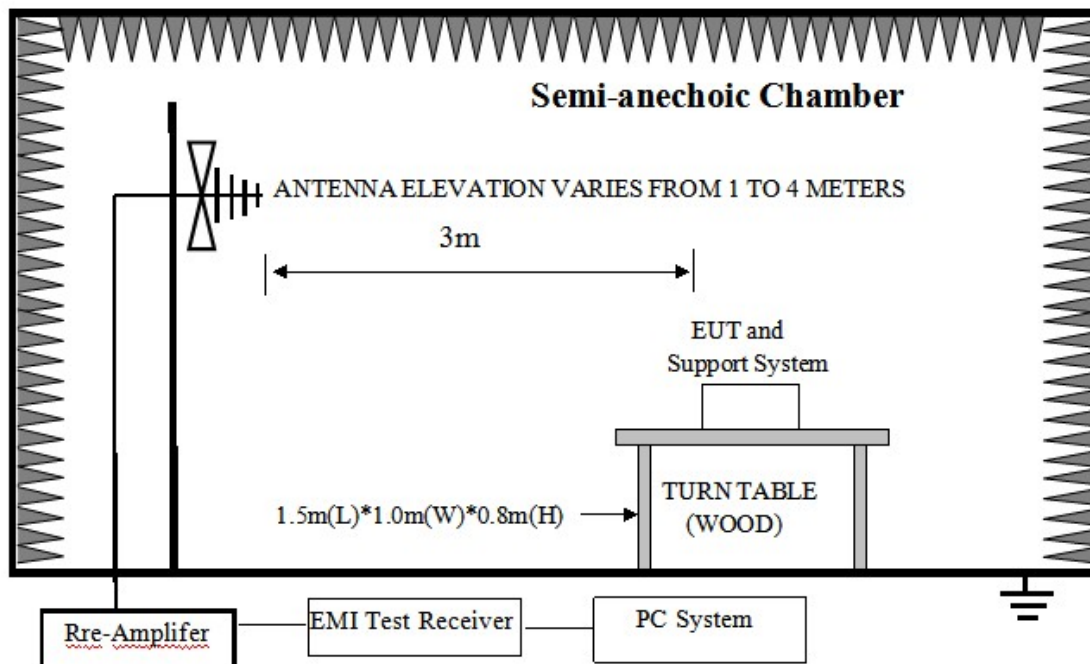 Semi-anechoic Chamber
ANTENNA ELEVATION VARIES FROM 1 TO 4 METERS
3m
EUT and
Support System
TURN TABLE
(WOOD)
1.5m(L)*1.0m(W)*0.8m(H)
Rre-Amplifer
EMI Test Receiver
PC System